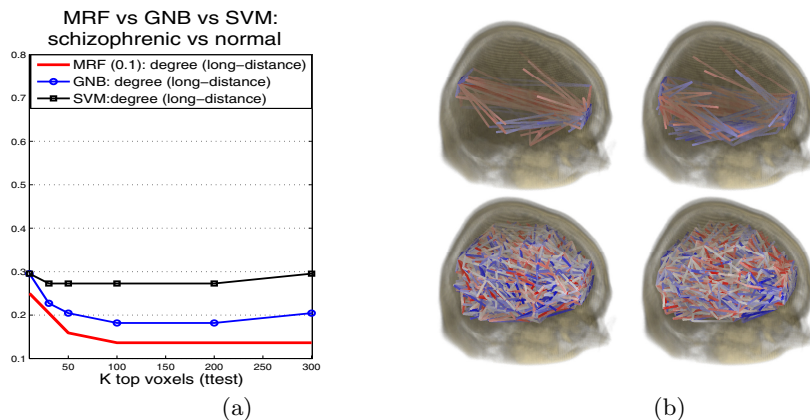 MRF vs GNB vs SVM:
schizophrenic vs normal
0.8
MRF (0.1): degree (long-distance)
GNB: degree (long-distance)
SVM:degree (long-distance)
0.7
0.6
0.5
0.4
0.3
0.2
0.1
50 100 150 200 250 300
K top voxels (ttest)
(a) (b)